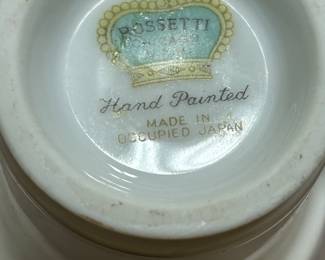 ROSSETTI
Hand Painted
MADE IN
OCCUPIED JAPAN